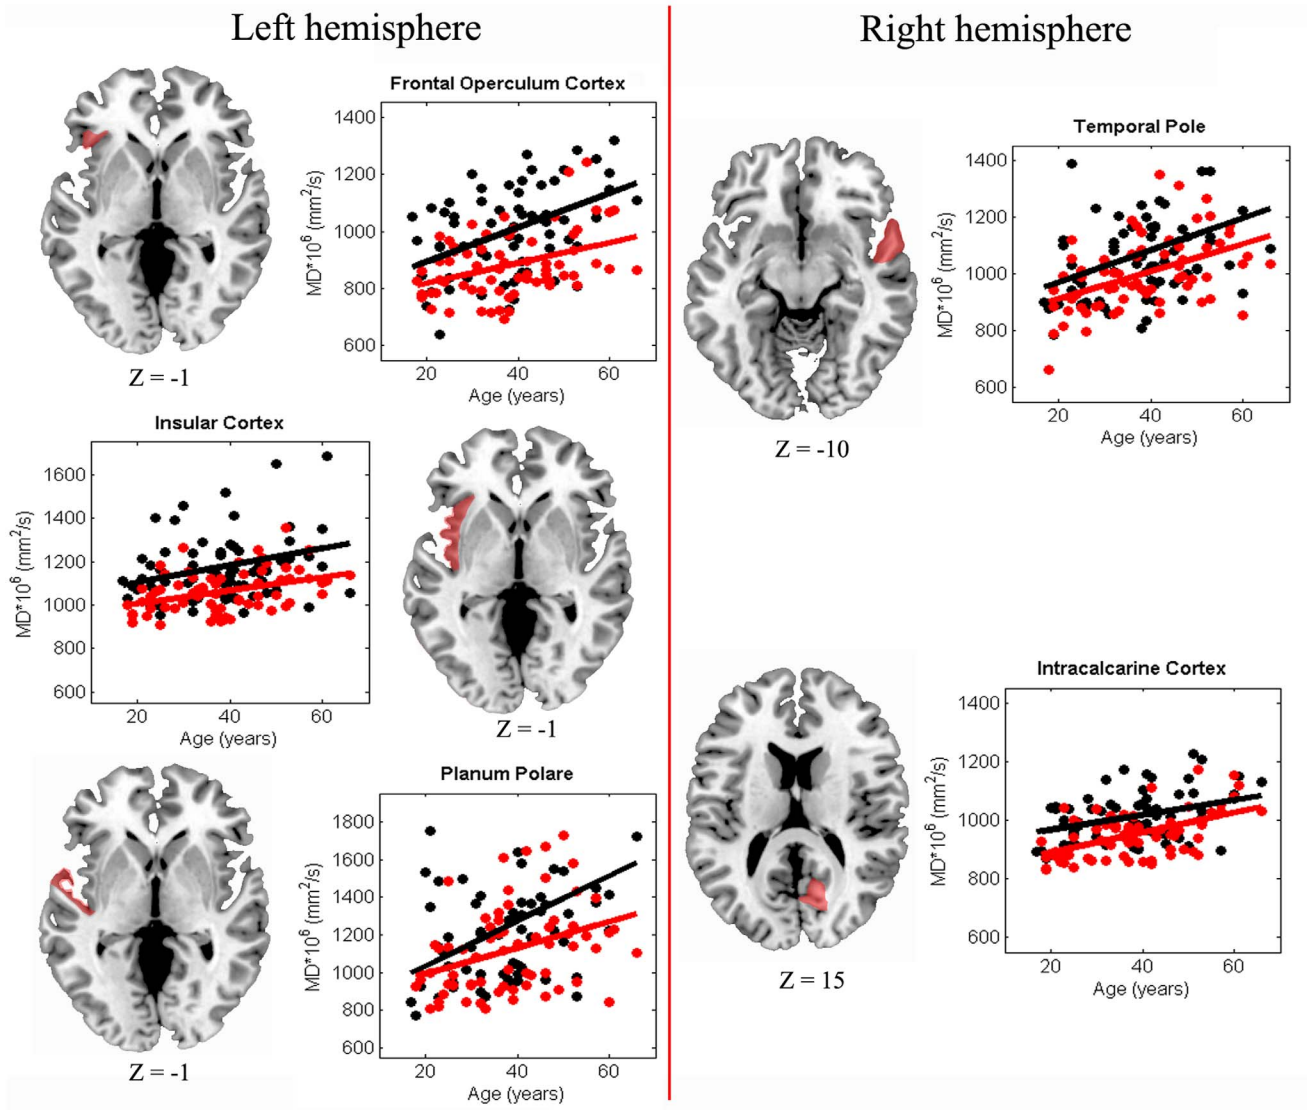 Left hemisphere
Right hemisphere
Frontal Operculum Cortex
MD*10⁶ (mm²/s)
1400
1200
1000
800
600
20 40 60
Age (years)
Z = -1
Insular Cortex
MD*10⁶ (mm²/s)
1600
1400
1200
1000
800
600
20 40 60
Age (years)
Z = -1
Planum Polare
MD*10⁶ (mm²/s)
1800
1600
1400
1200
1000
800
600
20 40 60
Age (years)
Z = -1
Temporal Pole
MD*10⁶ (mm²/s)
1400
1200
1000
800
600
20 40 60
Age (years)
Z = -10
Intracalcarine Cortex
MD*10⁶ (mm²/s)
1400
1200
1000
800
600
20 40 60
Age (years)
Z = 15